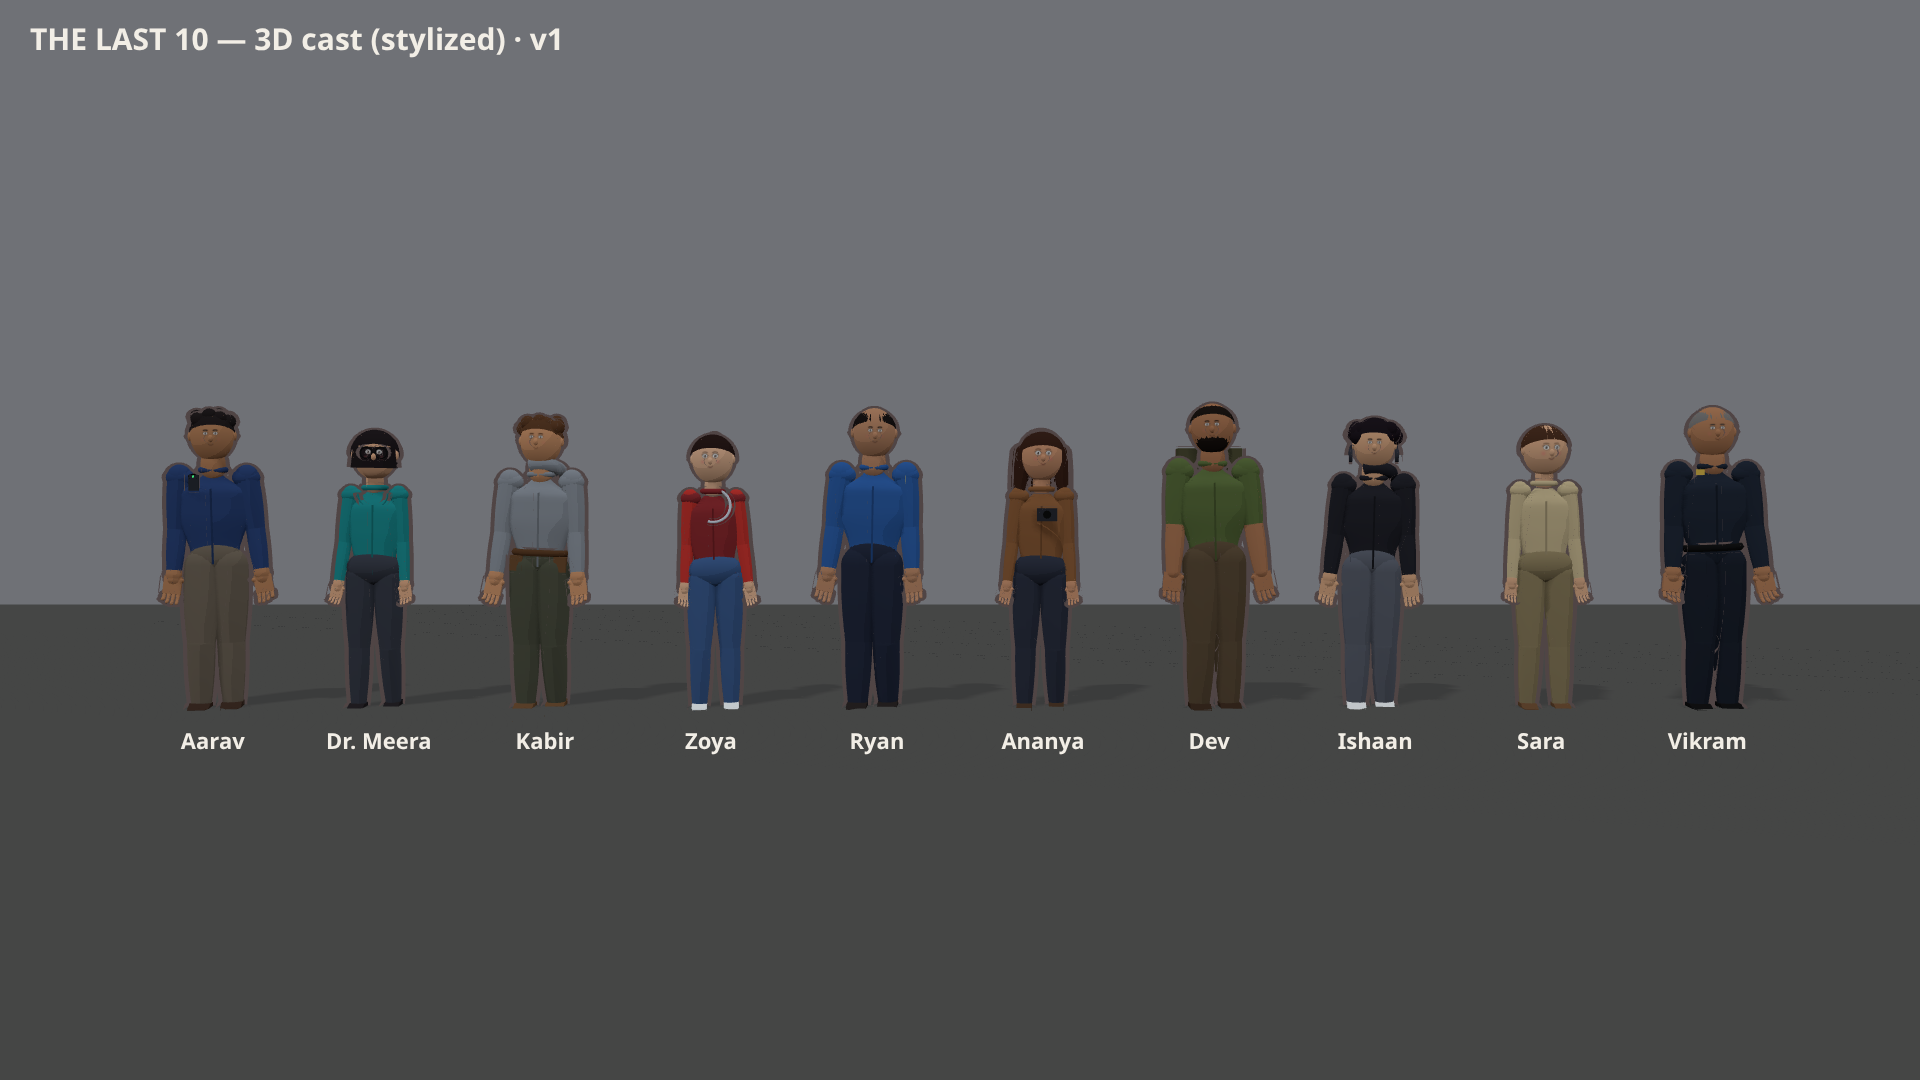 THE LAST 10 — 3D cast (stylized) · v1
Aarav
Dr. Meera
Kabir
Zoya
Ryan
Ananya
Dev
Ishaan
Sara
Vikram